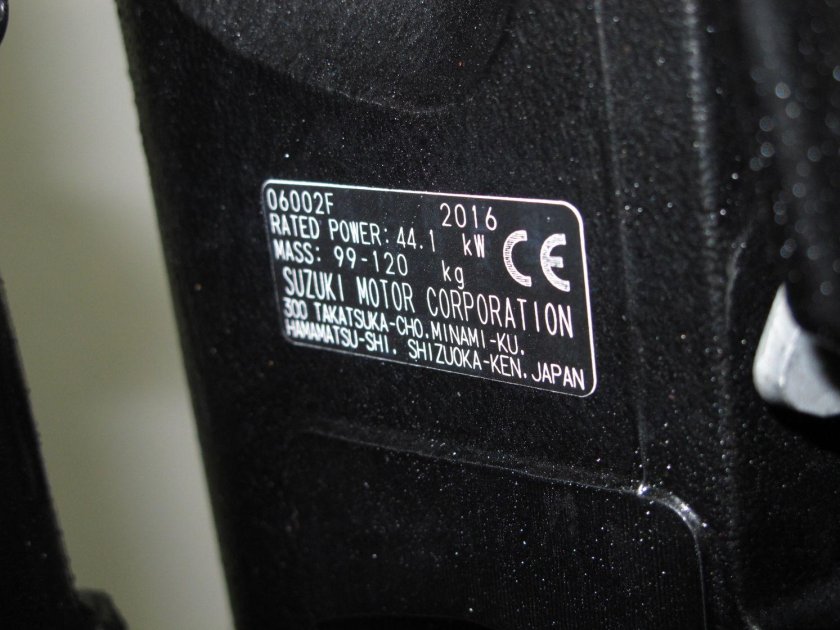 06002F 2016
RATED POWER: 44.1 kW CE
MASS: 99-120 kg
SUZUKI MOTOR CORPORATION
300 TAKATSUKA-CHO. MINAMI-KU.
HAMAMATSU-SHI. SHIZUOKA-KEN. JAPAN